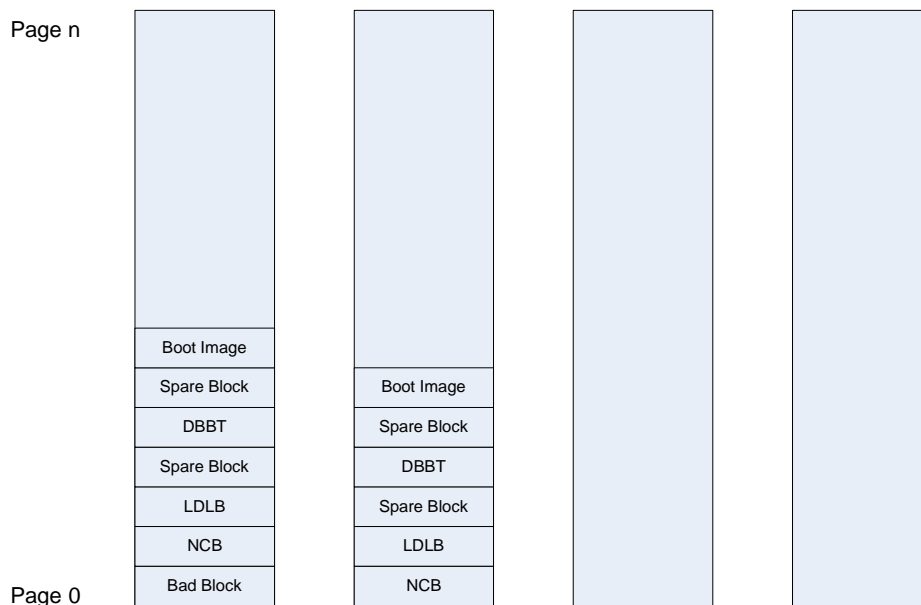 Page n
Boot Image
Spare Block
Boot Image
DBBT
Spare Block
Spare Block
DBBT
LDLB
Spare Block
NCB
LDLB
Page 0
Bad Block
NCB